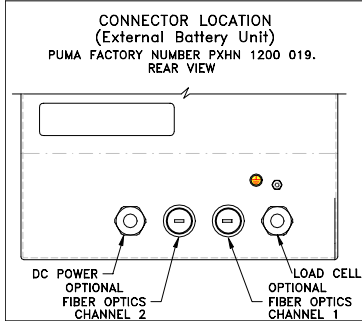 CONNECTOR LOCATION
(External Battery Unit)
PUMA FACTORY NUMBER PXHN 1200 019.
REAR VIEW
DC POWER
OPTIONAL
FIBER OPTICS
CHANNEL 2
LOAD CELL
OPTIONAL
FIBER OPTICS
CHANNEL 1